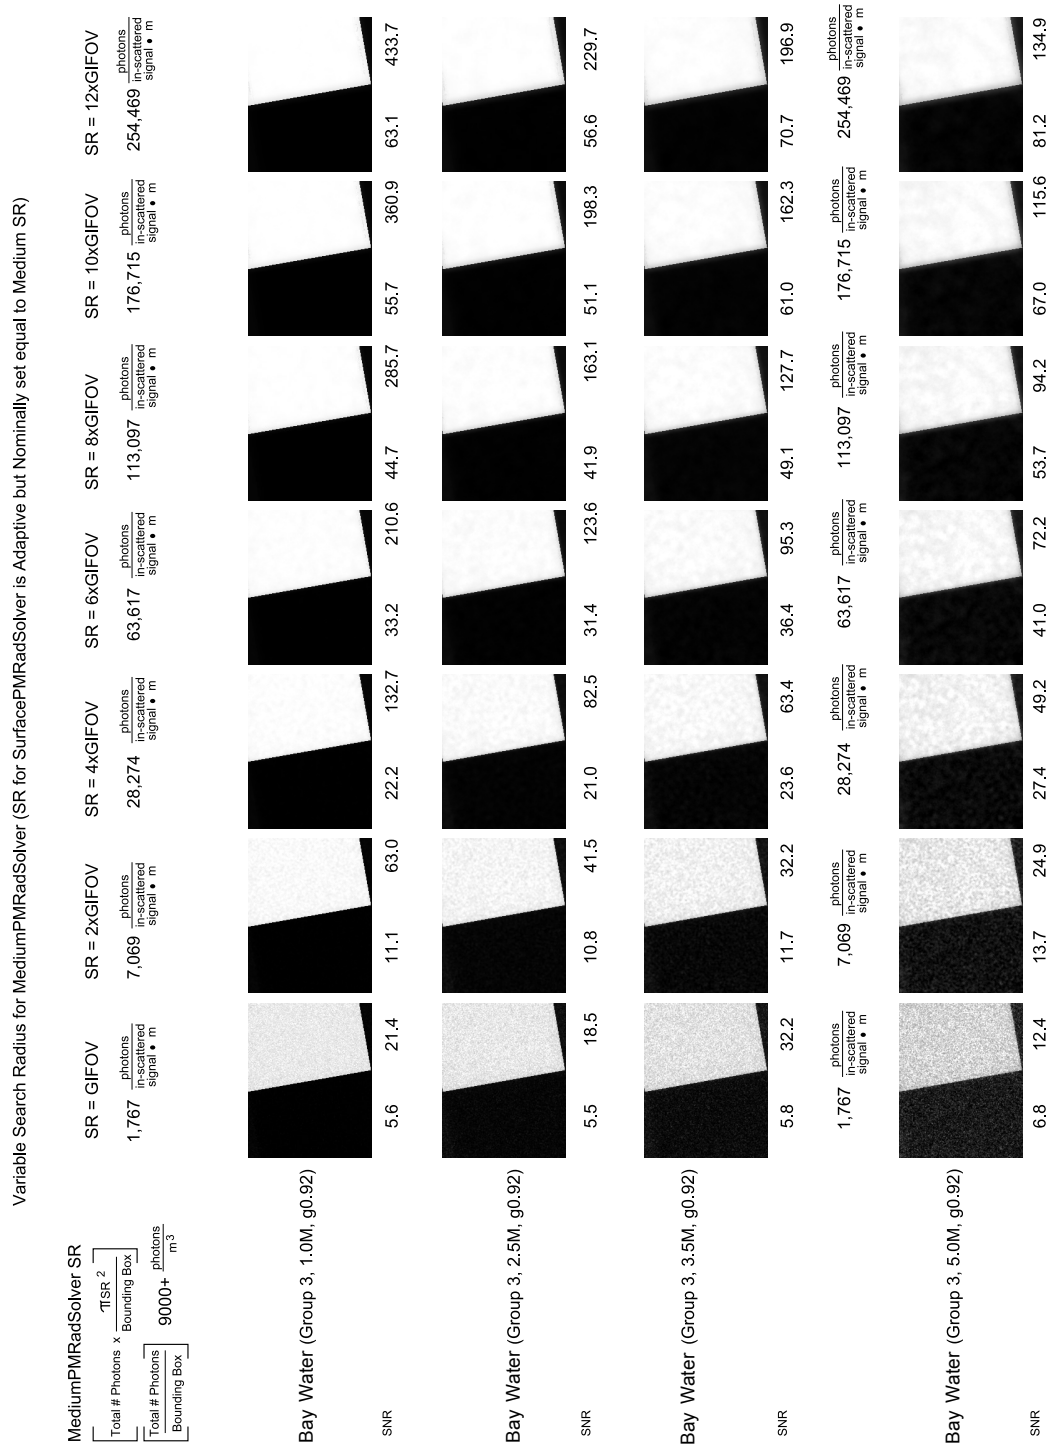 Variable Search Radius for MediumPMRadSolver (SR for SurfacePMRadSolver is Adaptive but Nominally set equal to Medium SR)
MediumPMRadSolver SR
SR = GIFOV
SR = 2xGIFOV
SR = 4xGIFOV
SR = 6xGIFOV
SR = 8xGIFOV
SR = 10xGIFOV
SR = 12xGIFOV
Total # Photons x πSR 2
Bounding Box
1,767 photons
in-scattered
signal • m
7,069 photons
in-scattered
signal • m
28,274 photons
in-scattered
signal • m
63,617 photons
in-scattered
signal • m
113,097 photons
in-scattered
signal • m
176,715 photons
in-scattered
signal • m
254,469 photons
in-scattered
signal • m
Total # Photons
Bounding Box
9000+ photons
m 3
Bay Water (Group 3, 1.0M, g0.92)
SNR
5.6 21.4
11.1 63.0
22.2 132.7
33.2 210.6
44.7 285.7
55.7 360.9
63.1 433.7
Bay Water (Group 3, 2.5M, g0.92)
SNR
5.5 18.5
10.8 41.5
21.0 82.5
31.4 123.6
41.9 163.1
51.1 198.3
56.6 229.7
Bay Water (Group 3, 3.5M, g0.92)
SNR
5.8 32.2
11.7 32.2
23.6 63.4
36.4 95.3
49.1 127.7
61.0 162.3
70.7 196.9
1,767 photons
in-scattered
signal • m
7,069 photons
in-scattered
signal • m
28,274 photons
in-scattered
signal • m
63,617 photons
in-scattered
signal • m
113,097 photons
in-scattered
signal • m
176,715 photons
in-scattered
signal • m
254,469 photons
in-scattered
signal • m
Bay Water (Group 3, 5.0M, g0.92)
SNR
6.8 12.4
13.7 24.9
27.4 49.2
41.0 72.2
53.7 94.2
67.0 115.6
81.2 134.9